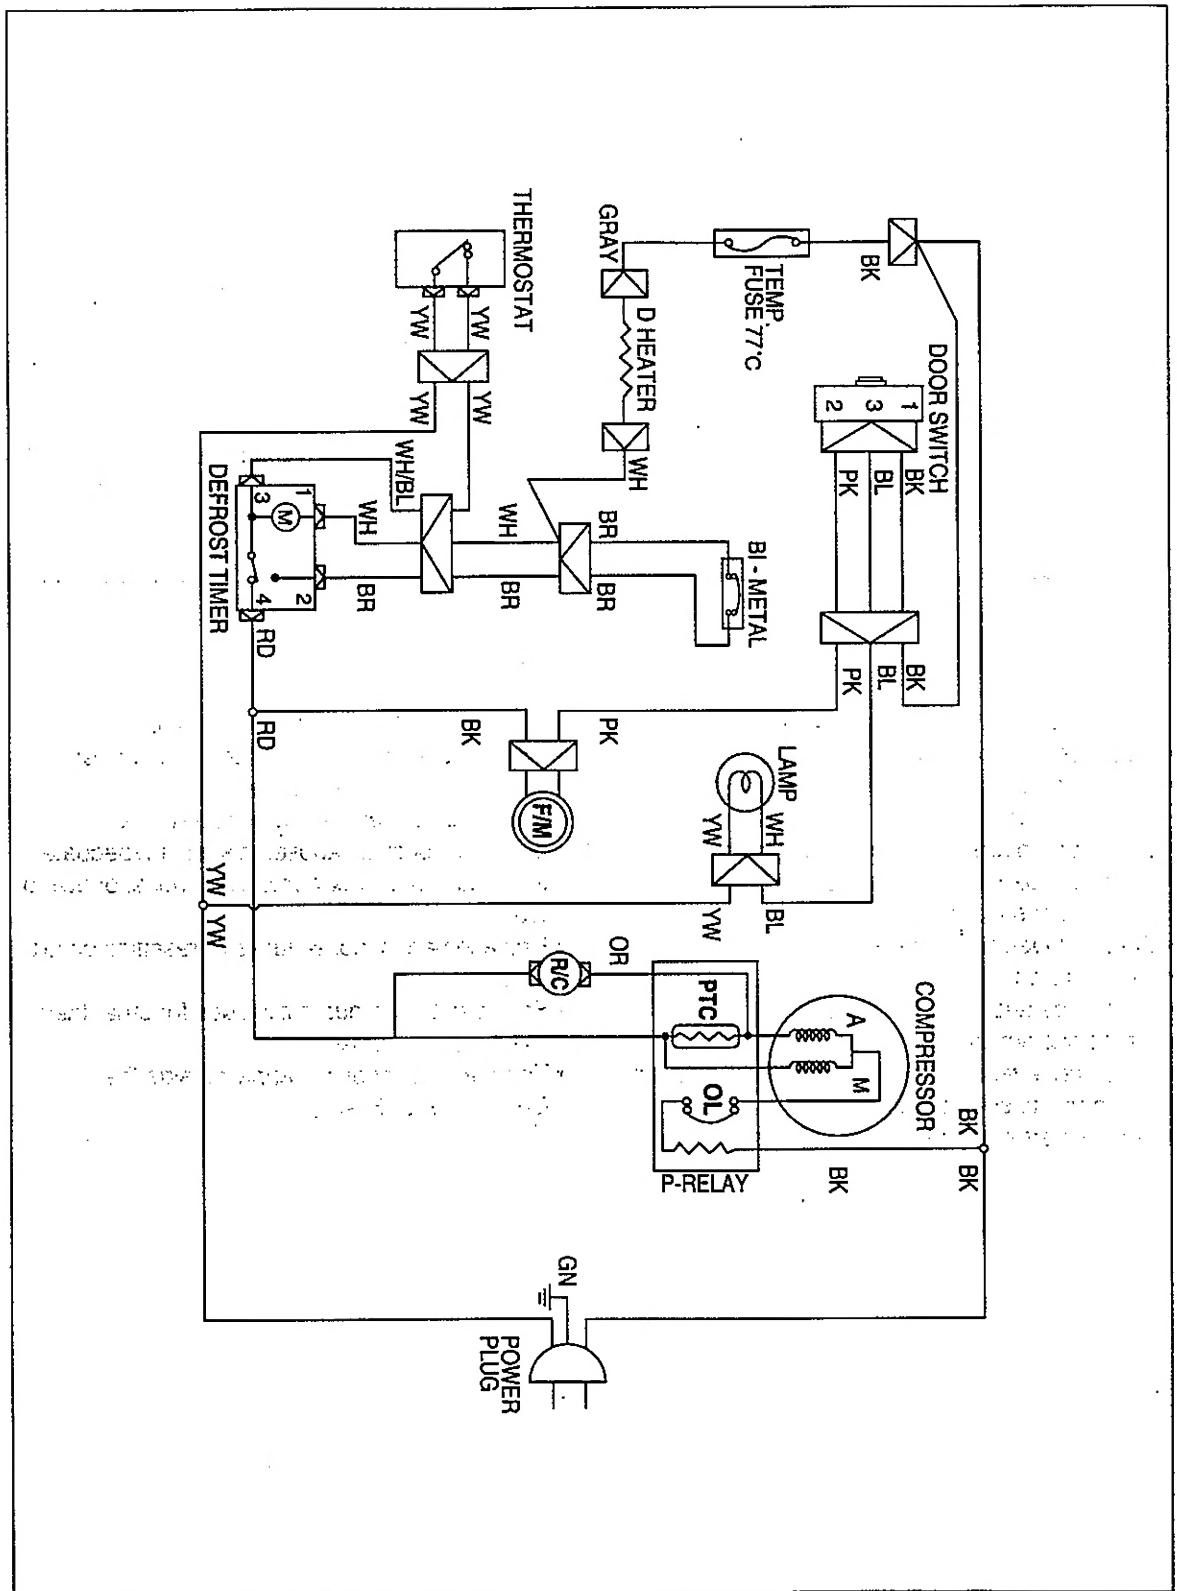 THERMOSTAT
YW
YW
YW
YW
GRAY
D HEATER
WH
TEMP.
FUSE 77°C
BK
DOOR SWITCH
1
3
2
BK
BL
PK
BK
BL
PK
WH/BL
WH
BR
WH
BR
BR
BR
BI - METAL
DEFROST TIMER
1
3
M
2
4
RD
RD
BK
PK
F/M
LAMP
WH
YW
BL
YW
YW
YW
OR
R/C
PTC
OL
P-RELAY
COMPRESSOR
A
M
BK
BK
BK
GN
POWER
PLUG